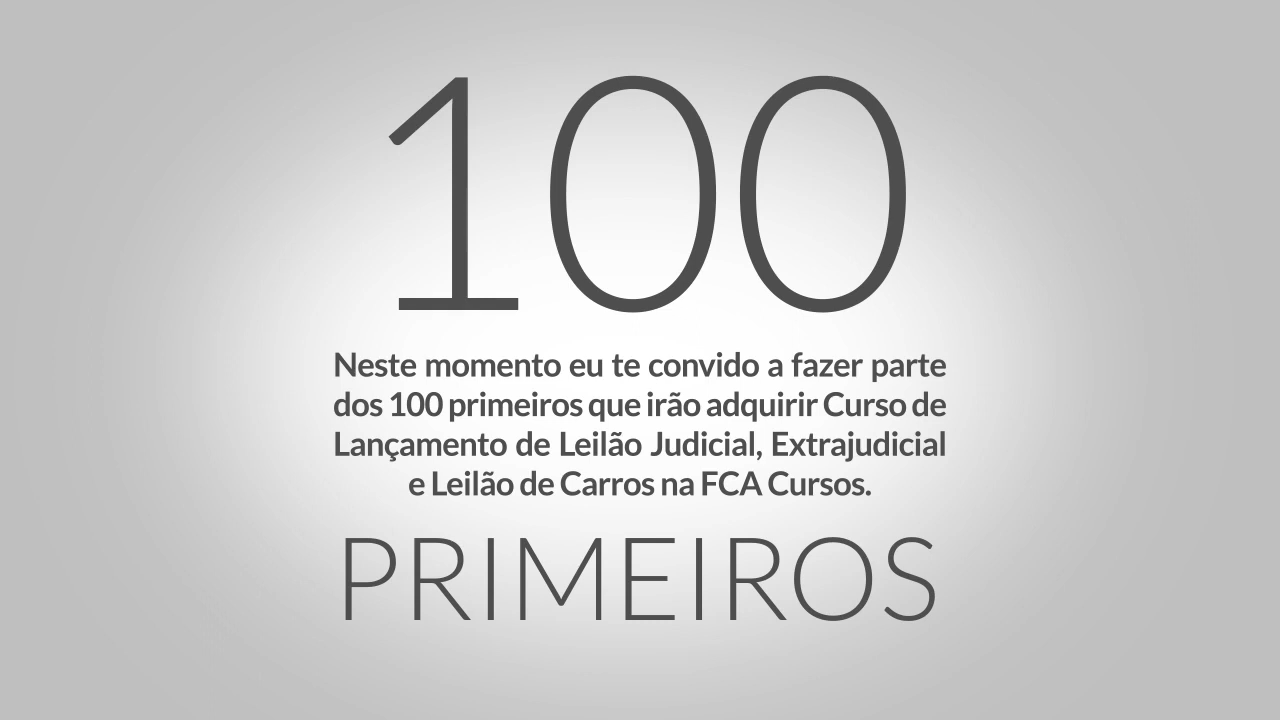 100
Neste momento eu te convido a fazer parte
dos 100 primeiros que irão adquirir Curso de
Lançamento de Leilão Judicial, Extrajudicial
e Leilão de Carros na FCA Cursos.
PRIMEIROS